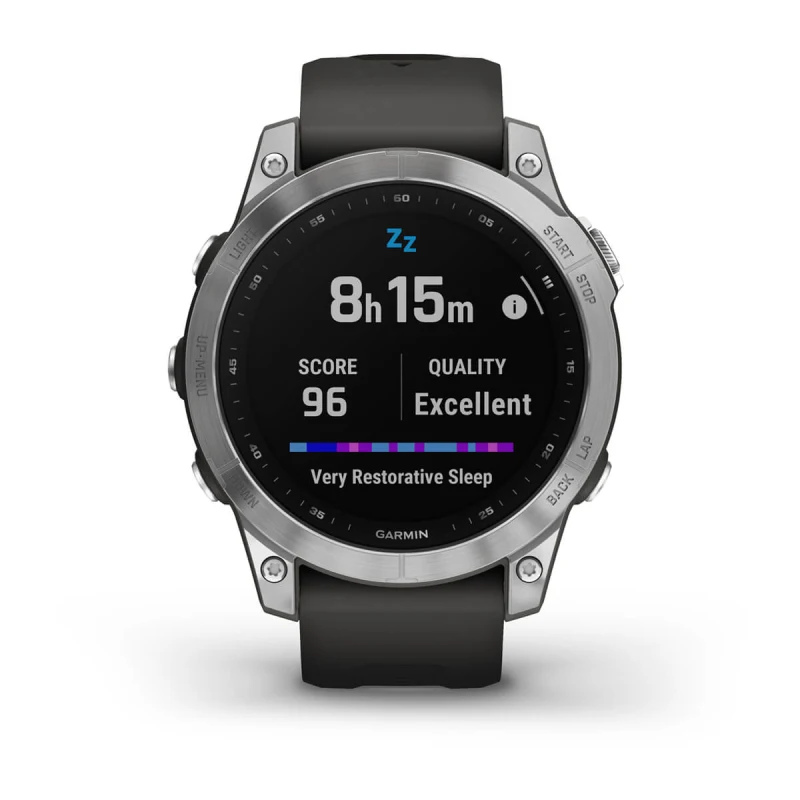 60
55
05
LIGHT
START
STOP
Zz
50
8h15m
i
SCORE
QUALITY
UP·MENU
45
15
96
Excellent
Very Restorative Sleep
40
20
LAP
BACK
DOWN
35
25
GARMIN